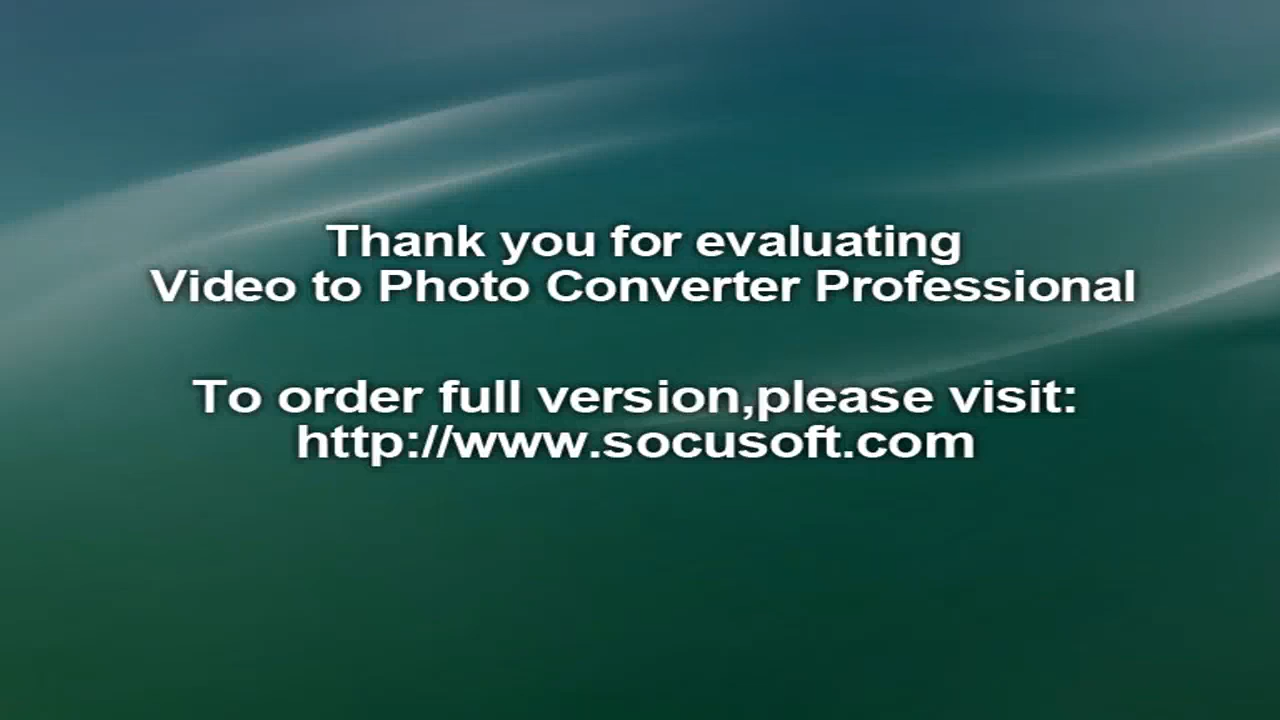 Thank you for evaluating
Video to Photo Converter Professional
To order full version,please visit:
http://www.socusoft.com